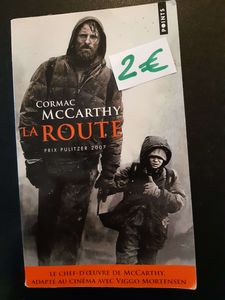 POINTS
2€
CORMAC
MCCARTHY
LA ROUTE
PRIX PULITZER 2007
LE CHEF-D'ŒUVRE DE MCCARTHY,
ADAPTÉ AU CINÉMA AVEC VIGGO MORTENSEN